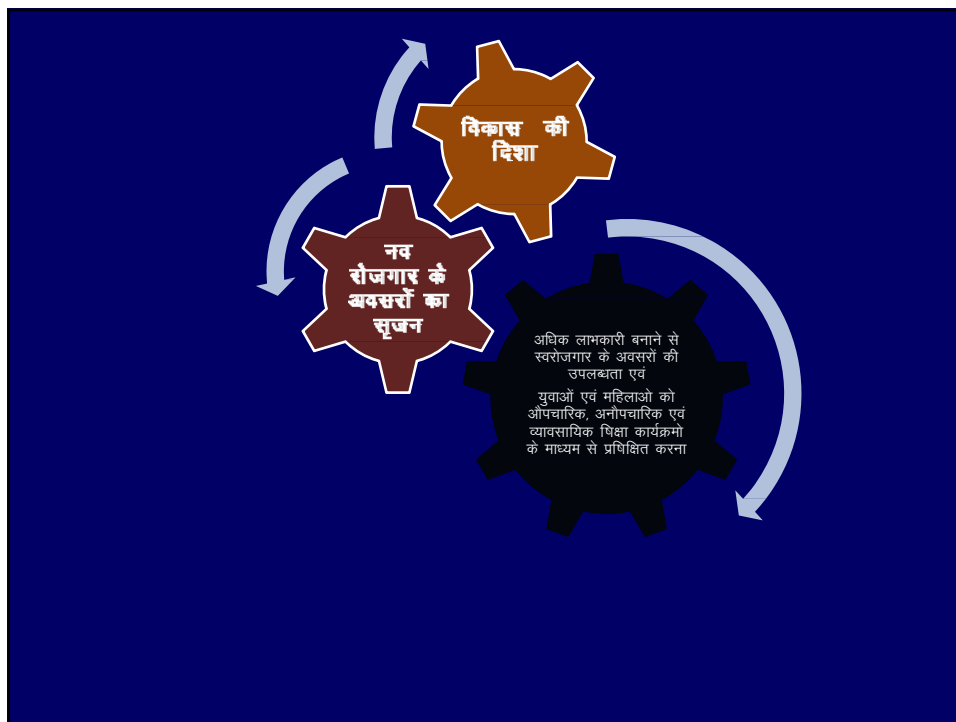 विकास की
दिशा
नव
रोजगार के
अवसरों का
सृजन
अधिक लाभकारी बनाने से
स्वरोजगार के अवसरों की
उपलब्धता एवं
युवाओं एवं महिलाओ को
औपचारिक, अनौपचारिक एवं
व्यावसायिक षिक्षा कार्यक्रमो
के माध्यम से प्रषिक्षित करना